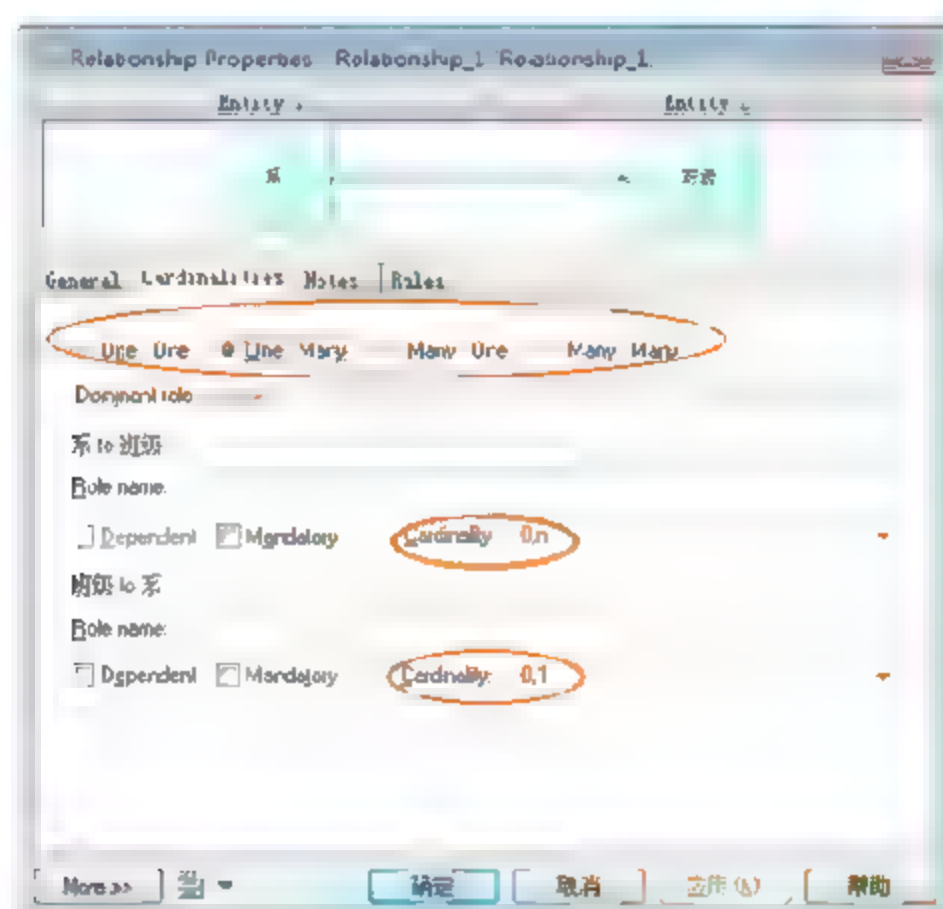 Relationship Properties Relationship_1 Relationship_1
Entity Entity
系
General Cardinalities Notes Rules
One One One Many Many One Many Many
Dominant role
系 to 班级
Role name:
Dependent Mandatory Cardinality 0,n
班级 to 系
Role name:
Dependent Mandatory Cardinality: 0,1
More >> 确定 取消 应用 (A) 帮助